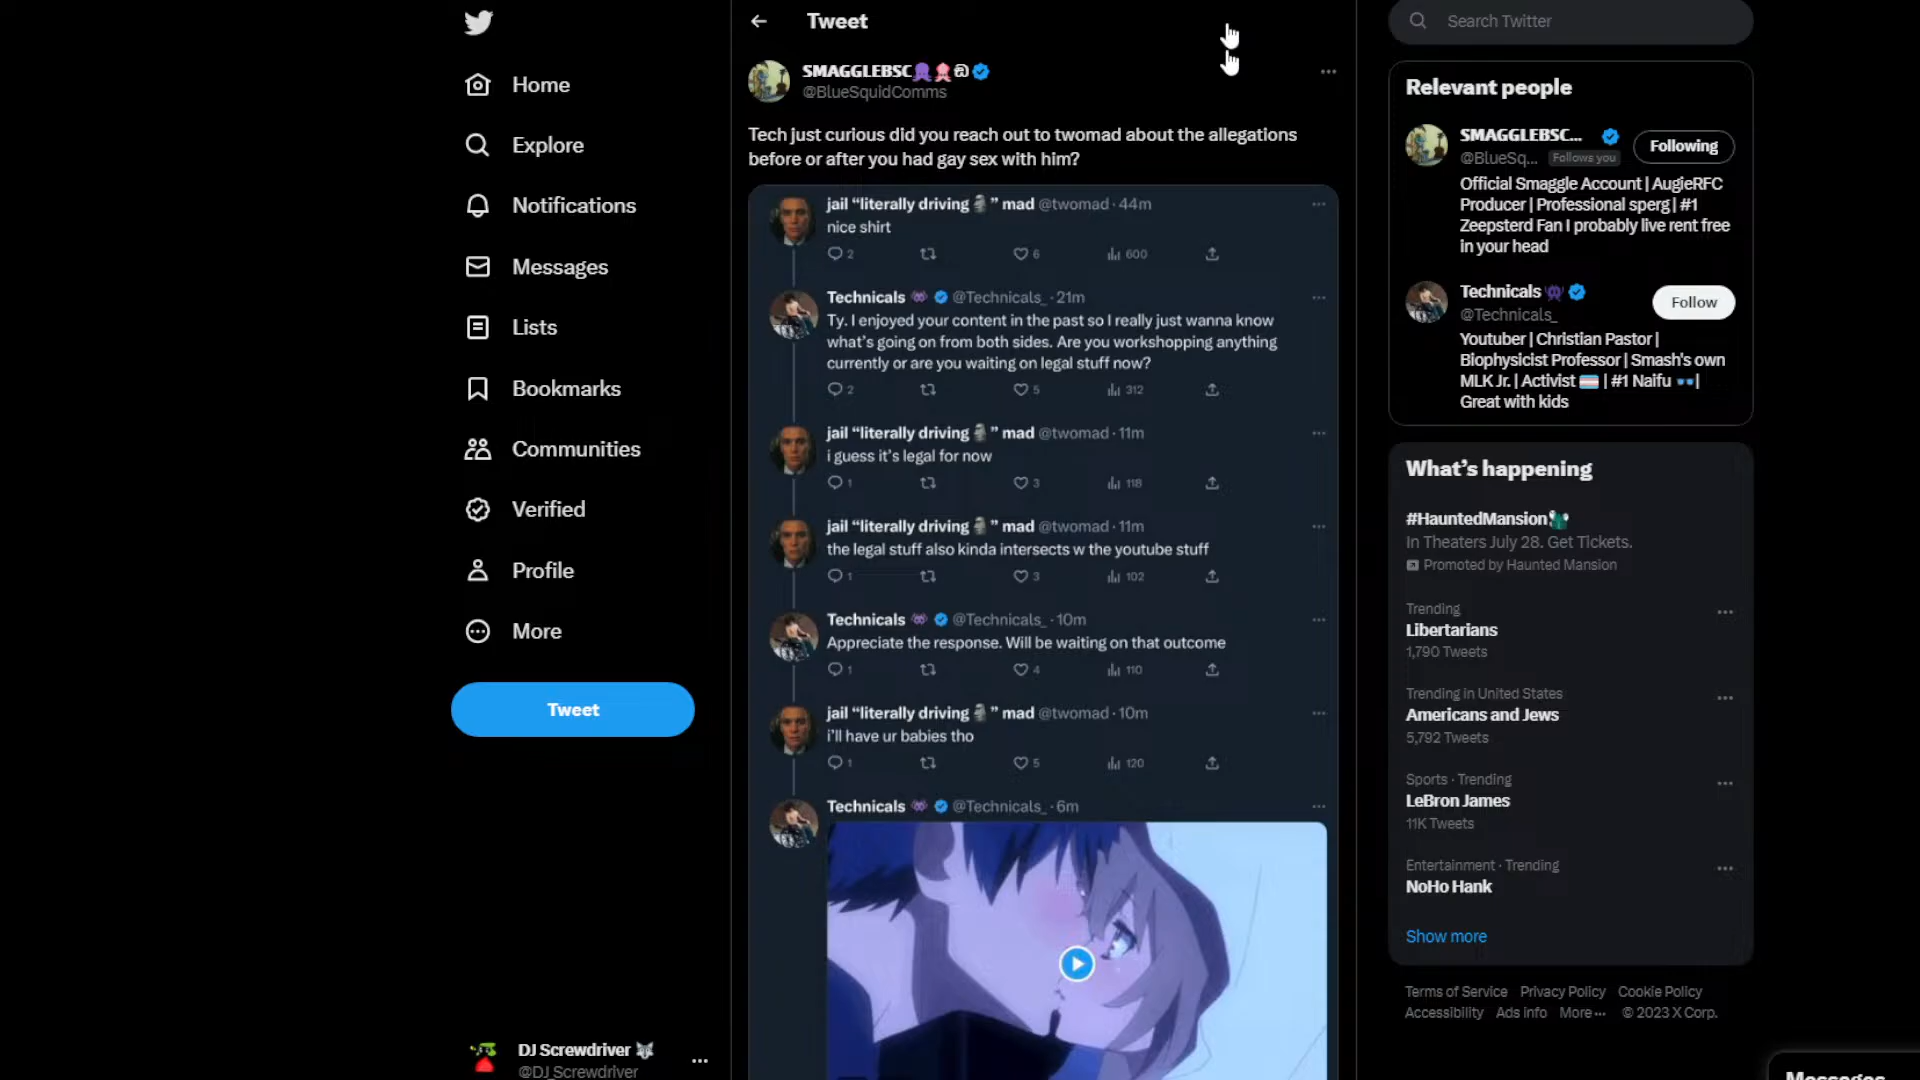 Home
Explore
Notifications
Messages
Lists
Bookmarks
Communities
Verified
Profile
More
Tweet
DJ Screwdriver
@DJ_Screwdriver
Tweet
SMAGGLEBSC
@BlueSquidComms
Tech just curious did you reach out to twomad about the allegations
before or after you had gay sex with him?
jail “literally driving 🗿” mad @twomad · 44m
nice shirt
2 6 600
Technicals @Technicals_ · 21m
Ty. I enjoyed your content in the past so I really just wanna know
what's going on from both sides. Are you workshopping anything
currently or are you waiting on legal stuff now?
2 5 312
jail “literally driving 🗿” mad @twomad · 11m
i guess it's legal for now
1 3 118
jail “literally driving 🗿” mad @twomad · 11m
the legal stuff also kinda intersects w the youtube stuff
1 3 102
Technicals @Technicals_ · 10m
Appreciate the response. Will be waiting on that outcome
1 4 110
jail “literally driving 🗿” mad @twomad · 10m
i'll have ur babies tho
1 5 120
Technicals @Technicals_ · 6m
Search Twitter
Relevant people
SMAGGLEBSC...
Following
@BlueSq... Follows you
Official Smaggle Account | AugieRFC
Producer | Professional sperg | #1
Zeepsterd Fan I probably live rent free
in your head
Technicals
Follow
@Technicals_
Youtuber | Christian Pastor |
Biophysicist Professor | Smash's own
MLK Jr. | Activist | #1 Naifu 🕶️|
Great with kids
What's happening
#HauntedMansion
In Theaters July 28. Get Tickets.
Promoted by Haunted Mansion
Trending
Libertarians
1,790 Tweets
Trending in United States
Americans and Jews
5,792 Tweets
Sports · Trending
LeBron James
11K Tweets
Entertainment · Trending
NoHo Hank
Show more
Terms of Service Privacy Policy Cookie Policy
Accessibility Ads info More ··· © 2023 X Corp.
Messages